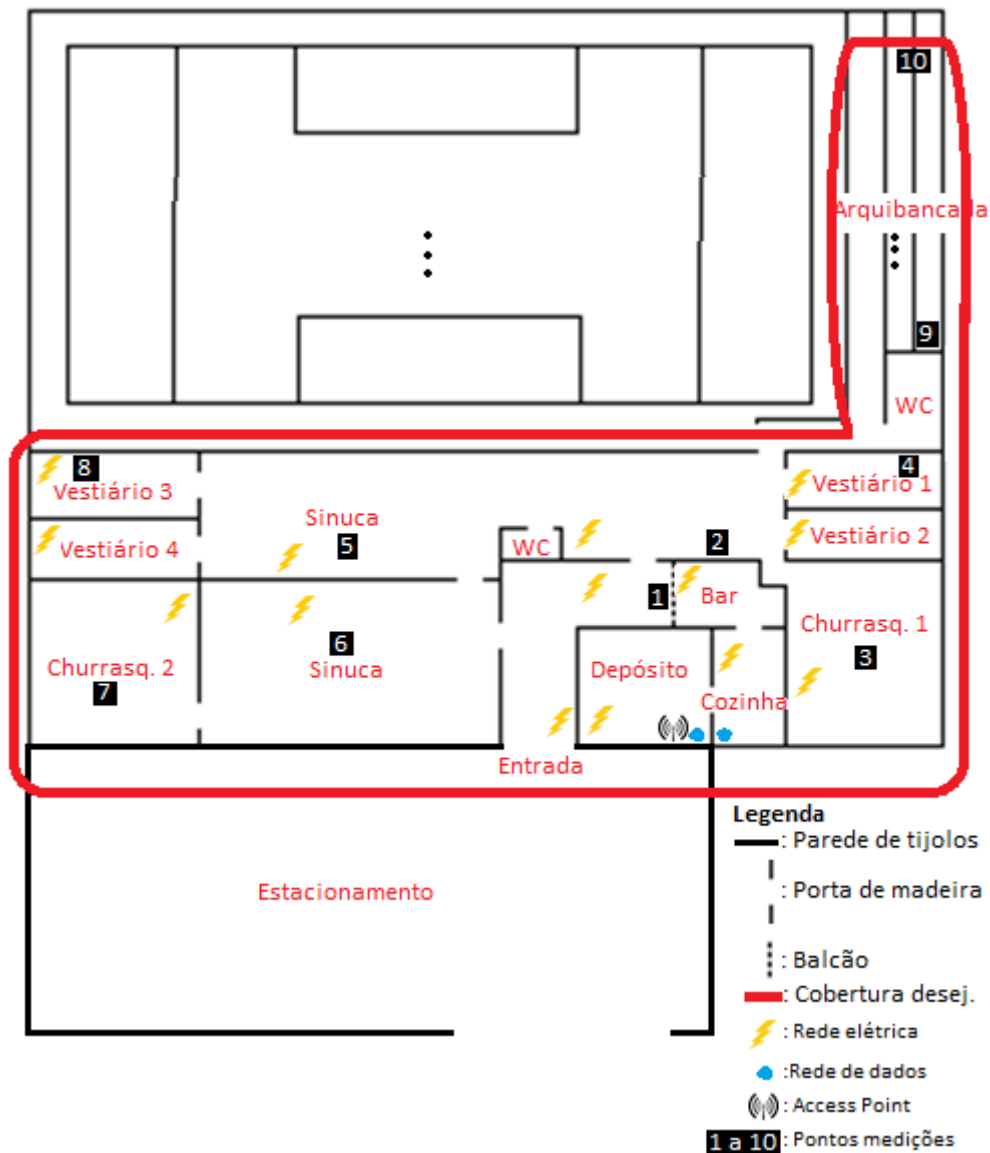 10
Arquibancada
9
WC
8
Vestiário 3
4
Vestiário 1
Sinuca
5
Vestiário 4
WC
2
Vestiário 2
1
Bar
6
Sinuca
Churrasq. 1
3
Churrasq. 2
7
Depósito
Cozinha
Entrada
Estacionamento
Legenda
: Parede de tijolos
: Porta de madeira
: Balcão
: Cobertura desej.
: Rede elétrica
:Rede de dados
: Access Point
1 a 10 : Pontos medições